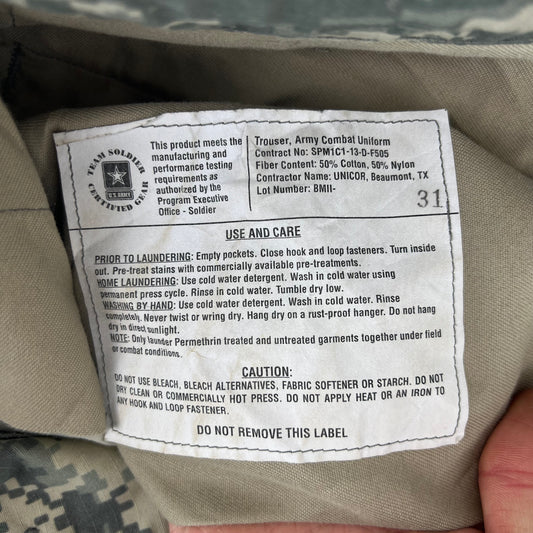 TEAM SOLDIER
U.S. ARMY
CERTIFIED GEAR
This product meets the
manufacturing and
performance testing
requirements as
authorized by the
Program Executive
Office - Soldier
Trouser, Army Combat Uniform
Contract No: SPM1C1-13-D-F505
Fiber Content: 50% Cotton, 50% Nylon
Contractor Name: UNICOR, Beaumont, TX
Lot Number: BMII-
31
USE AND CARE
PRIOR TO LAUNDERING: Empty pockets. Close hook and loop fasteners. Turn inside
out. Pre-treat stains with commercially available pre-treatments.
HOME LAUNDERING: Use cold water detergent. Wash in cold water using
permanent press cycle. Rinse in cold water. Tumble dry low.
WASHING BY HAND: Use cold water detergent. Wash in cold water. Rinse
completely. Never twist or wring dry. Hang dry on a rust-proof hanger. Do not hang
dry in direct sunlight.
NOTE: Only launder Permethrin treated and untreated garments together under field
or combat conditions.
CAUTION:
DO NOT USE BLEACH, BLEACH ALTERNATIVES, FABRIC SOFTENER OR STARCH. DO NOT
DRY CLEAN OR COMMERCIALLY HOT PRESS. DO NOT APPLY HEAT OR AN IRON TO
ANY HOOK AND LOOP FASTENER.
DO NOT REMOVE THIS LABEL